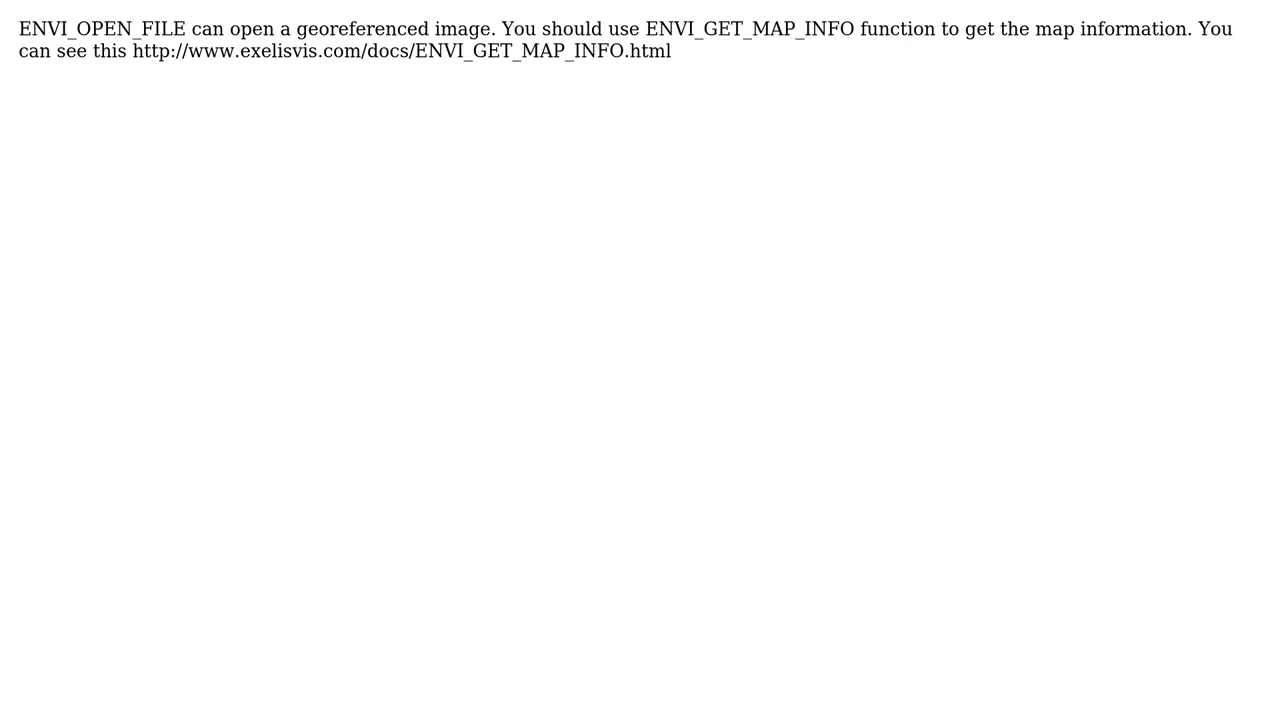 ENVI_OPEN_FILE can open a georeferenced image. You should use ENVI_GET_MAP_INFO function to get the map information. You
can see this http://www.exelisvis.com/docs/ENVI_GET_MAP_INFO.html